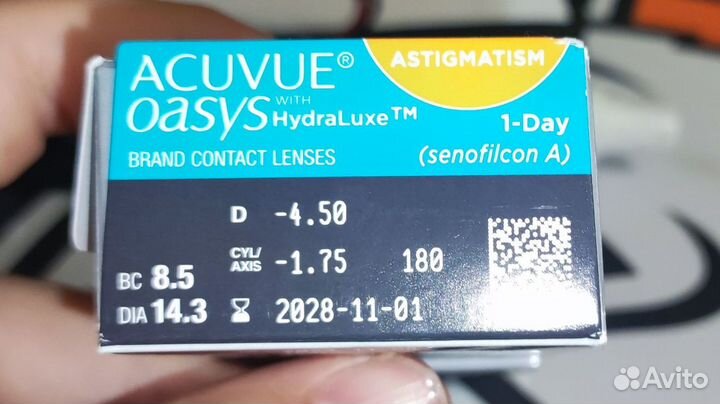 ACUVUE® ASTIGMATISM
oasys WITH HydraLuxe™ 1-Day
BRAND CONTACT LENSES (senofilcon A)
D -4.50
BC 8.5 CYL/AXIS -1.75 180
DIA 14.3 2028-11-01
Avito